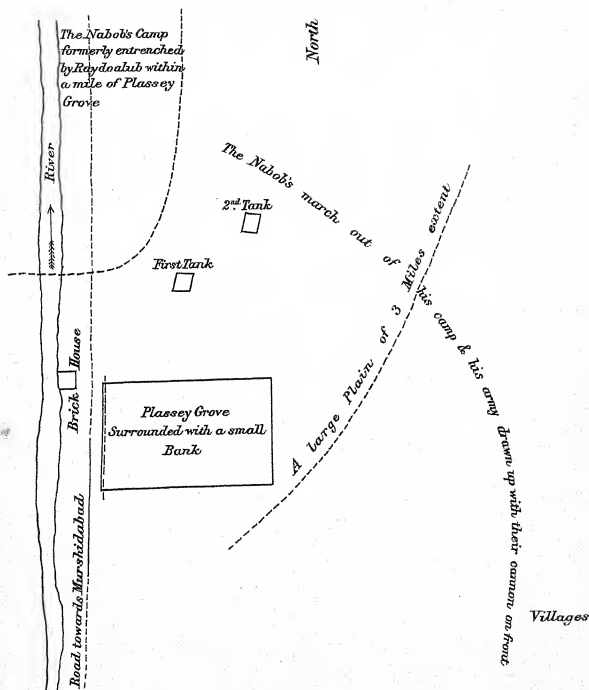 The Nabob's Camp
formerly entrenched
by Roydoalub within
a mile of Plassey
Grove
North
River
The Nabob's march out of his camp & his army drawn up with their cannon on front
2nd. Tank
First Tank
A large Plain of 3 Miles extent
Brick House
Plassey Grove
Surrounded with a small
Bank
Road towards Murshidabad
Villages